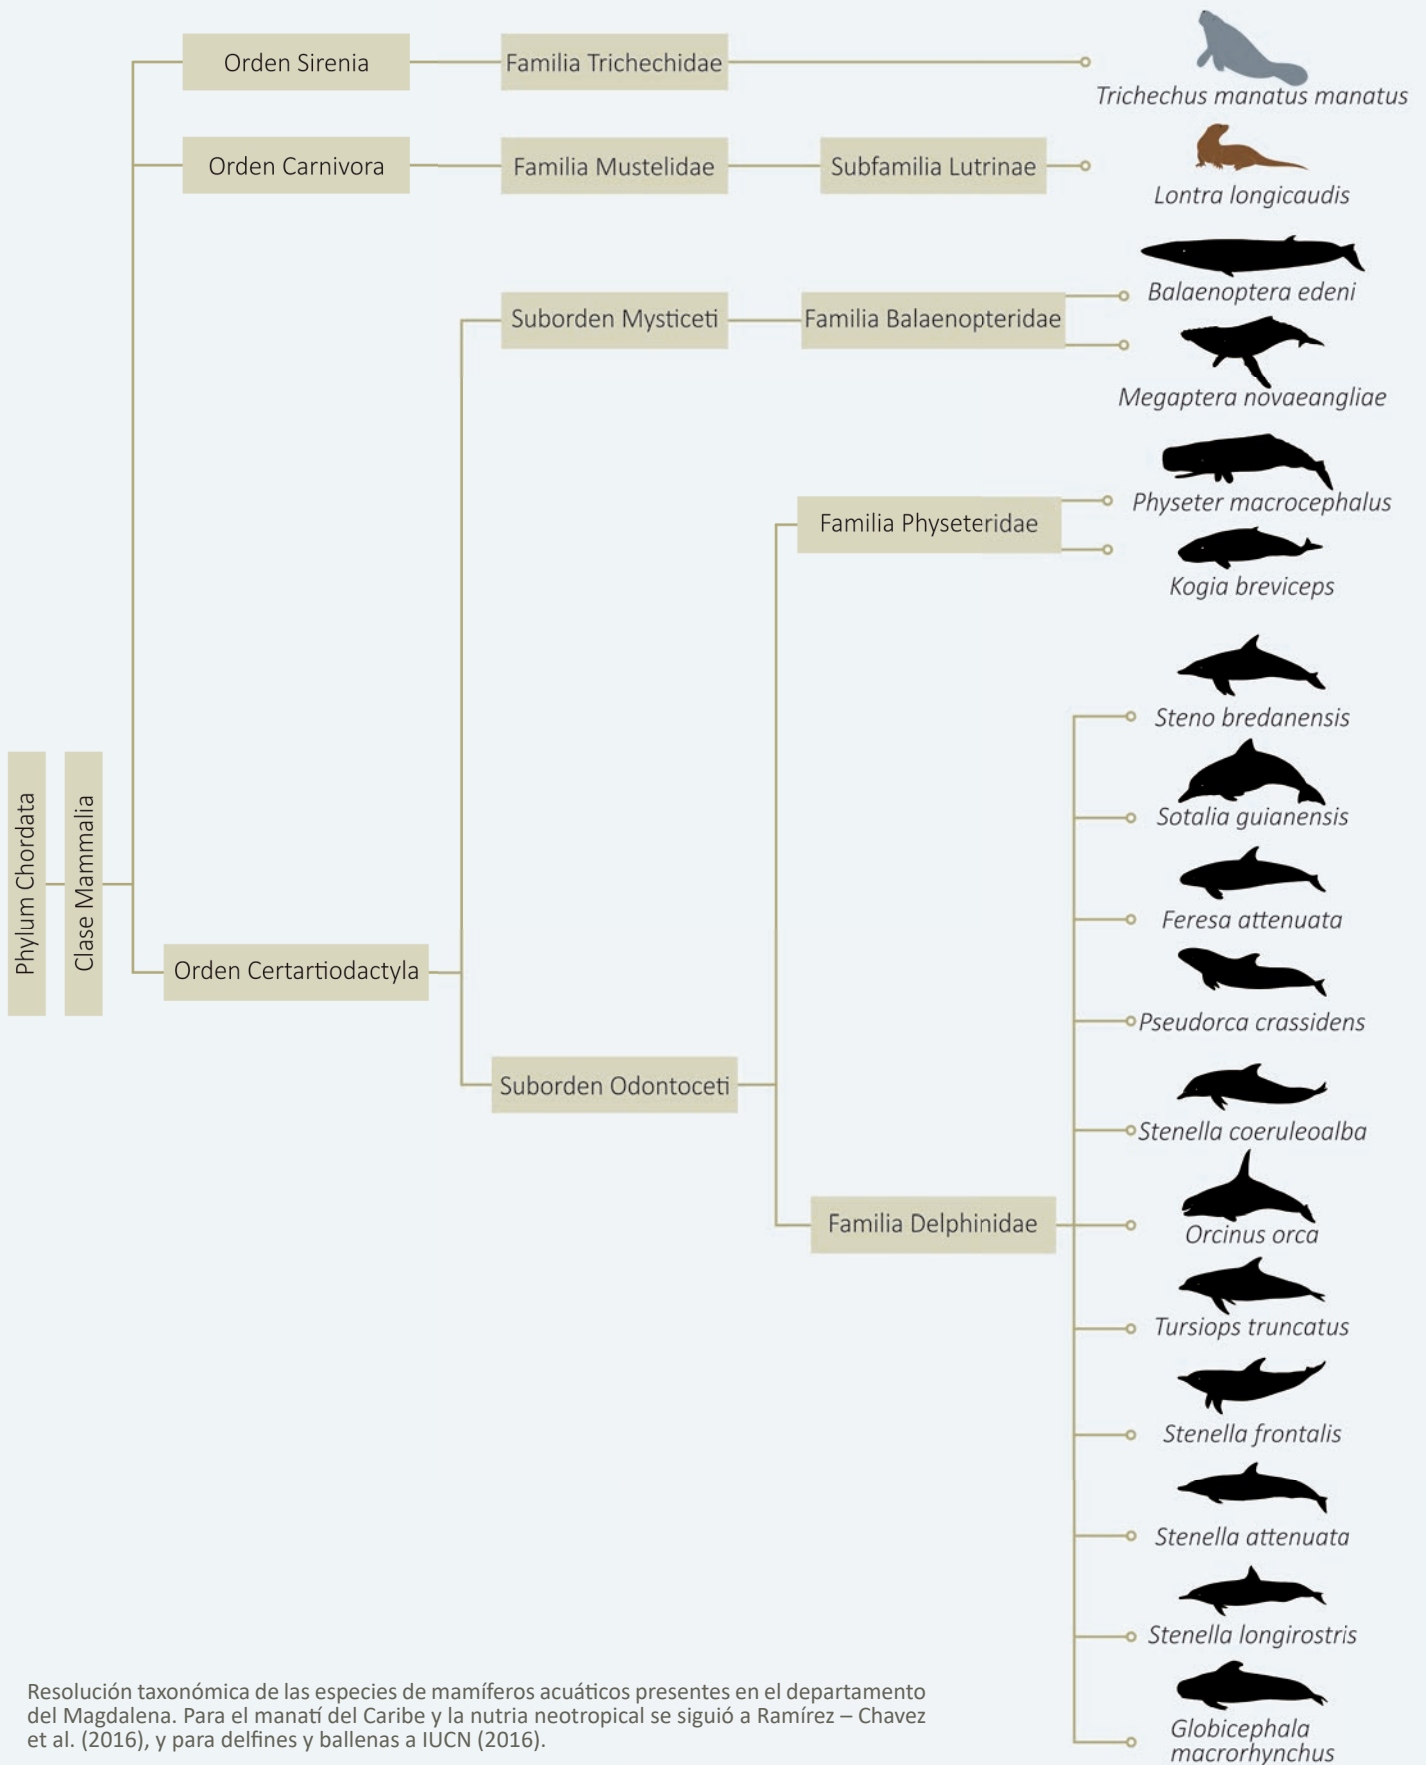 Orden Sirenia
Familia Trichechidae
Trichechus manatus manatus
Orden Carnivora
Familia Mustelidae
Subfamilia Lutrinae
Lontra longicaudis
Suborden Mysticeti
Familia Balaenopteridae
Balaenoptera edeni
Megaptera novaeangliae
Familia Physeteridae
Physeter macrocephalus
Kogia breviceps
Steno bredanensis
Sotalia guianensis
Feresa attenuata
Phylum Chordata
Clase Mammalia
Orden Certartiodactyla
Pseudorca crassidens
Suborden Odontoceti
Stenella coeruleoalba
Familia Delphinidae
Orcinus orca
Tursiops truncatus
Stenella frontalis
Stenella attenuata
Stenella longirostris
Globicephala
macrorhynchus
Resolución taxonómica de las especies de mamíferos acuáticos presentes en el departamento
del Magdalena. Para el manatí del Caribe y la nutria neotropical se siguió a Ramírez – Chavez
et al. (2016), y para delfines y ballenas a IUCN (2016).